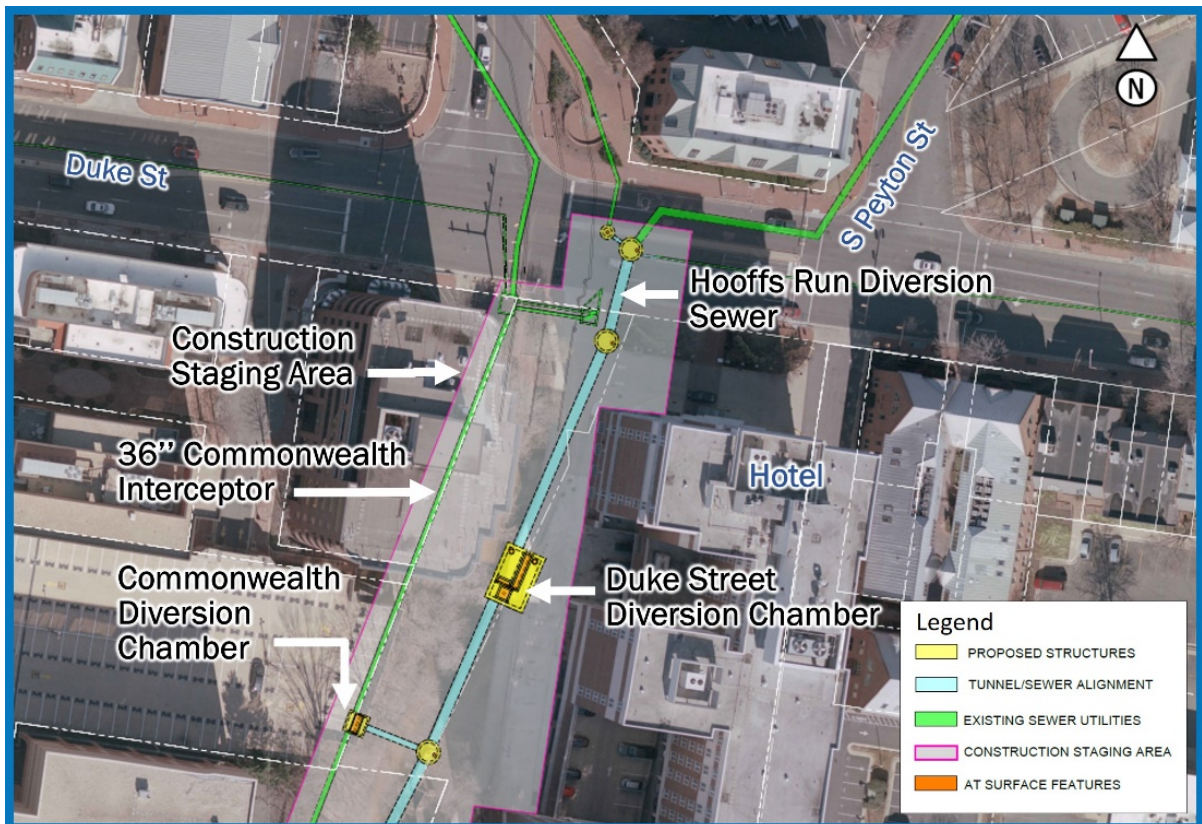 N
Duke St
S Peyton St
Hooffs Run Diversion
Sewer
Construction
Staging Area
36’’ Commonwealth
Interceptor
Hotel
Commonwealth
Diversion
Chamber
Duke Street
Diversion Chamber
Legend
PROPOSED STRUCTURES
TUNNEL/SEWER ALIGNMENT
EXISTING SEWER UTILITIES
CONSTRUCTION STAGING AREA
AT SURFACE FEATURES